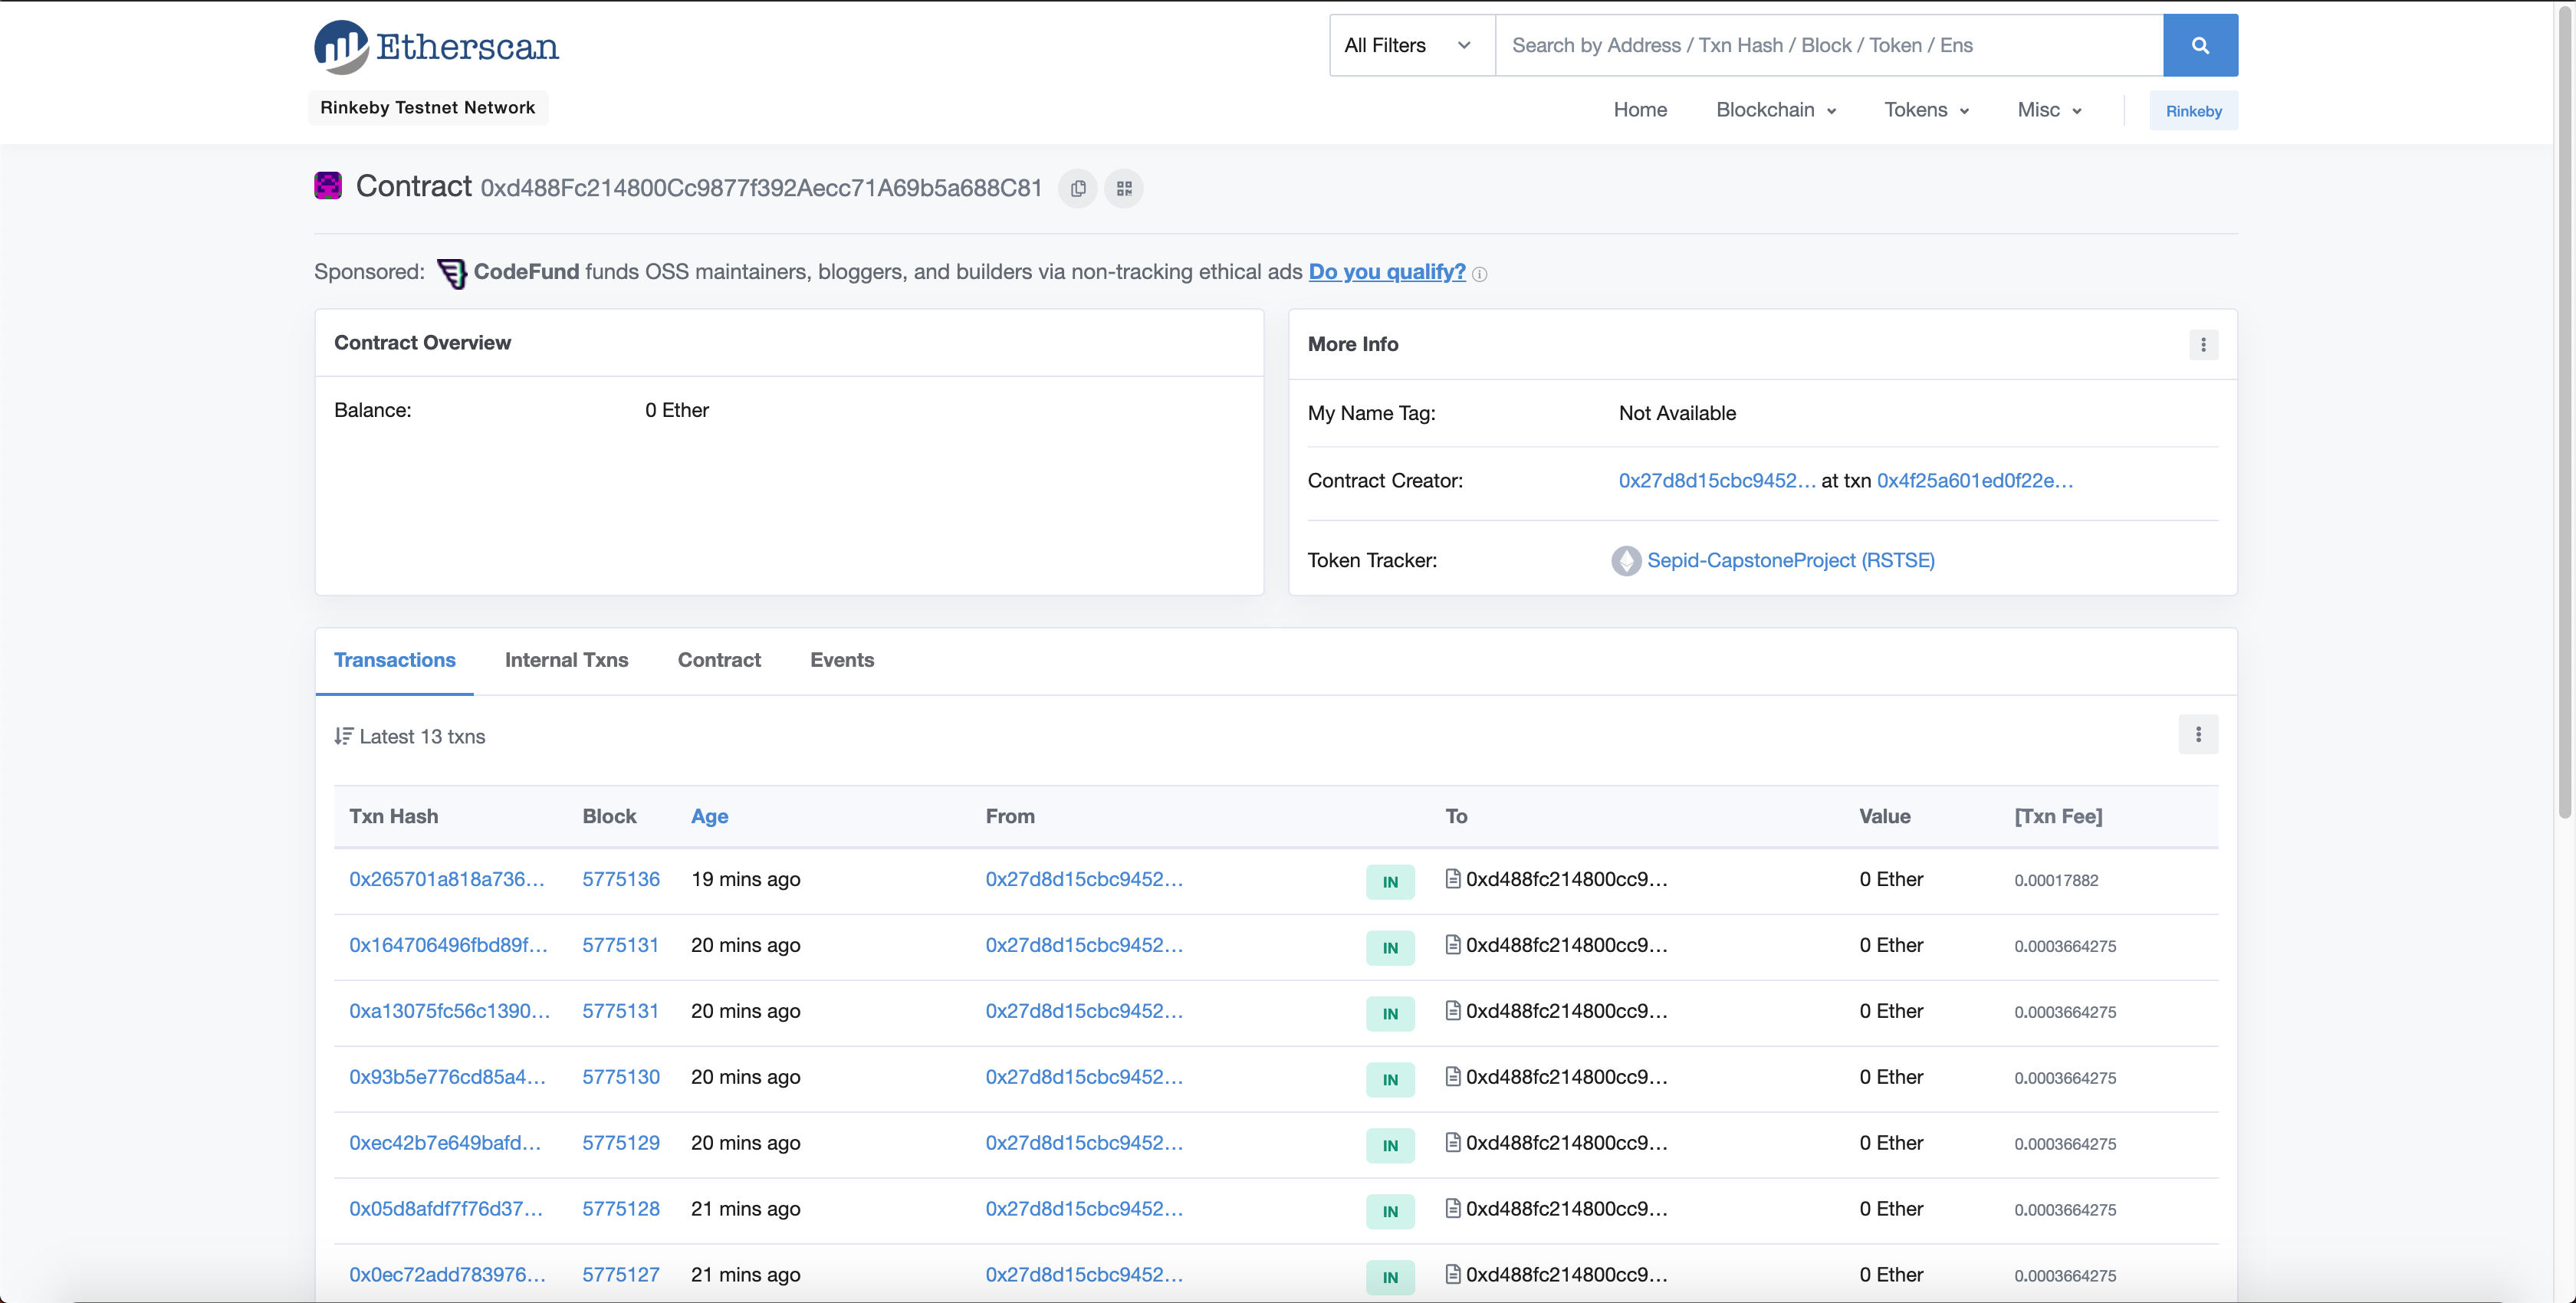 Etherscan
All Filters
Search by Address / Txn Hash / Block / Token / Ens
Rinkeby Testnet Network
Home Blockchain Tokens Misc Rinkeby
Contract 0xd488Fc214800Cc9877f392Aecc71A69b5a688C81
Sponsored: CodeFund funds OSS maintainers, bloggers, and builders via non-tracking ethical ads Do you qualify?
Contract Overview
Balance: 0 Ether
More Info
My Name Tag: Not Available
Contract Creator: 0x27d8d15cbc9452... at txn 0x4f25a601ed0f22e...
Token Tracker: Sepid-CapstoneProject (RSTSE)
Transactions Internal Txns Contract Events
Latest 13 txns
Txn Hash Block Age From To Value [Txn Fee]
0x265701a818a736... 5775136 19 mins ago 0x27d8d15cbc9452... IN 0xd488fc214800cc9... 0 Ether 0.00017882
0x164706496fbd89f... 5775131 20 mins ago 0x27d8d15cbc9452... IN 0xd488fc214800cc9... 0 Ether 0.0003664275
0xa13075fc56c1390... 5775131 20 mins ago 0x27d8d15cbc9452... IN 0xd488fc214800cc9... 0 Ether 0.0003664275
0x93b5e776cd85a4... 5775130 20 mins ago 0x27d8d15cbc9452... IN 0xd488fc214800cc9... 0 Ether 0.0003664275
0xec42b7e649bafd... 5775129 20 mins ago 0x27d8d15cbc9452... IN 0xd488fc214800cc9... 0 Ether 0.0003664275
0x05d8afdf7f76d37... 5775128 21 mins ago 0x27d8d15cbc9452... IN 0xd488fc214800cc9... 0 Ether 0.0003664275
0x0ec72add783976... 5775127 21 mins ago 0x27d8d15cbc9452... IN 0xd488fc214800cc9... 0 Ether 0.0003664275